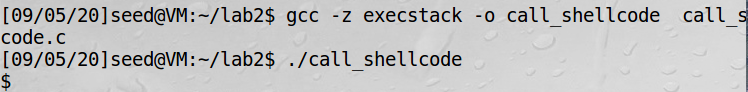 [09/05/20]seed@VM:~/lab2$ gcc -z execstack -o call_shellcode  call_s
code.c
[09/05/20]seed@VM:~/lab2$ ./call_shellcode
$